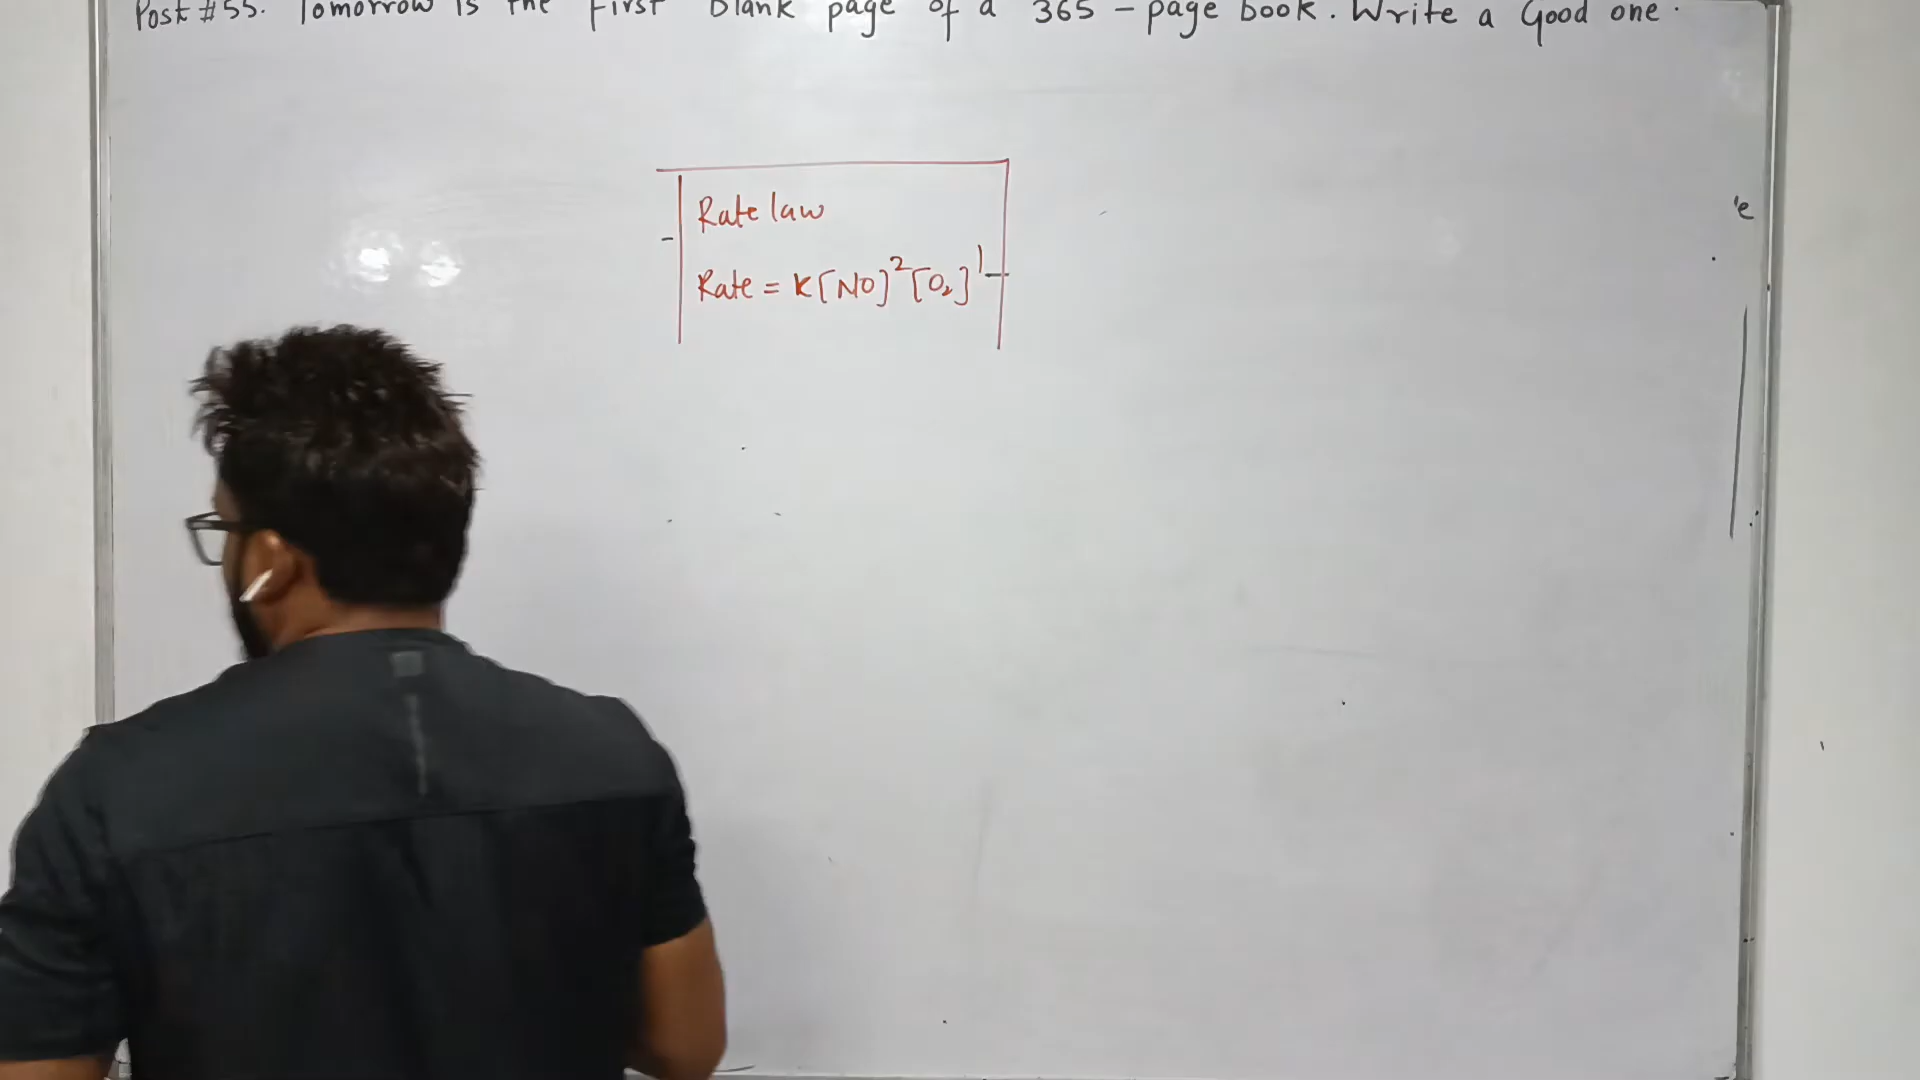 Post #55. Tomorrow is the First blank page of a 365 - page book. Write a Good one.
Rate law
Rate = K[NO]²[O₂]¹
'e